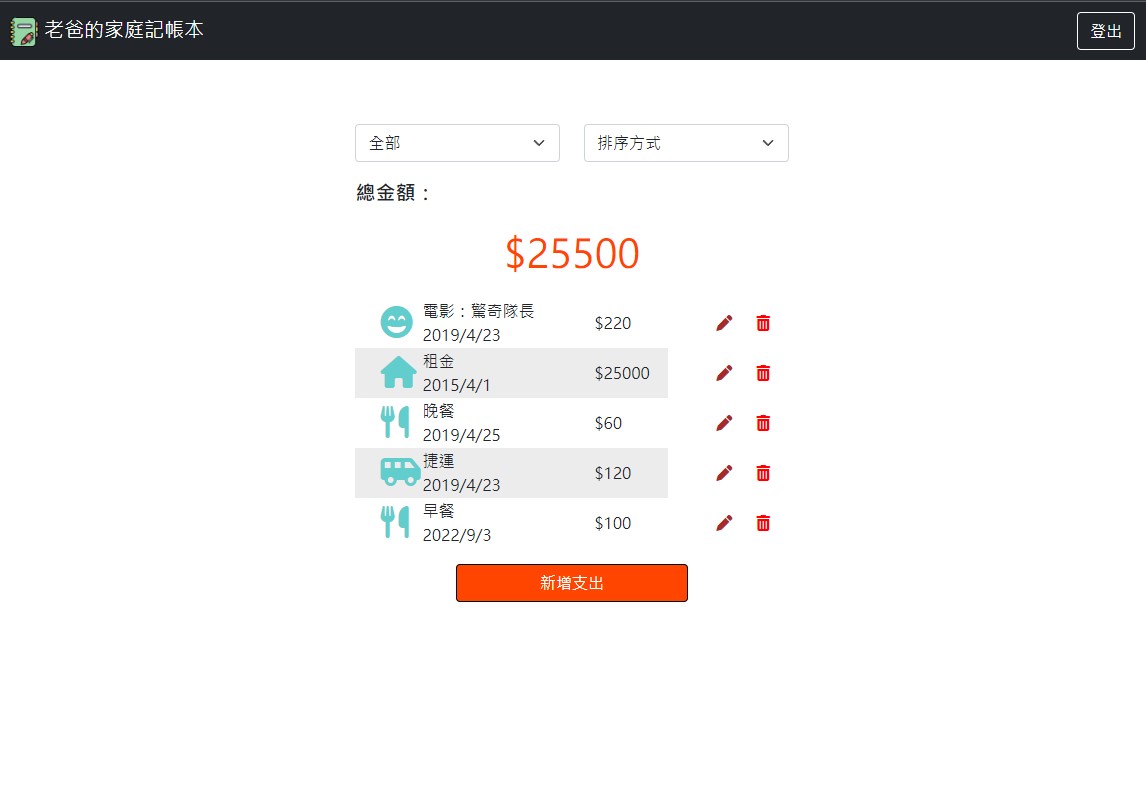 老爸的家庭記帳本
登出
全部
排序方式
總金額：
$25500
電影：驚奇隊長
2019/4/23
$220
租金
2015/4/1
$25000
晚餐
2019/4/25
$60
捷運
2019/4/23
$120
早餐
2022/9/3
$100
新增支出